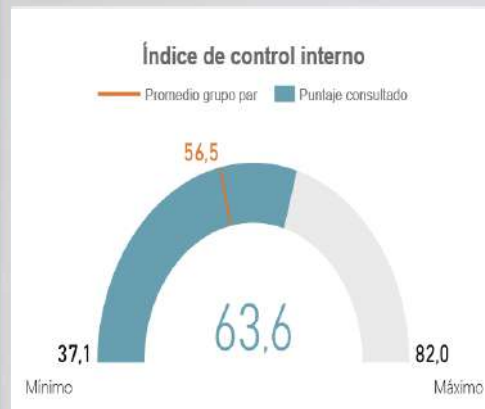 Índice de control interno
Promedio grupo par Puntaje consultado
56,5
63,6
37,1 82,0
Mínimo Máximo